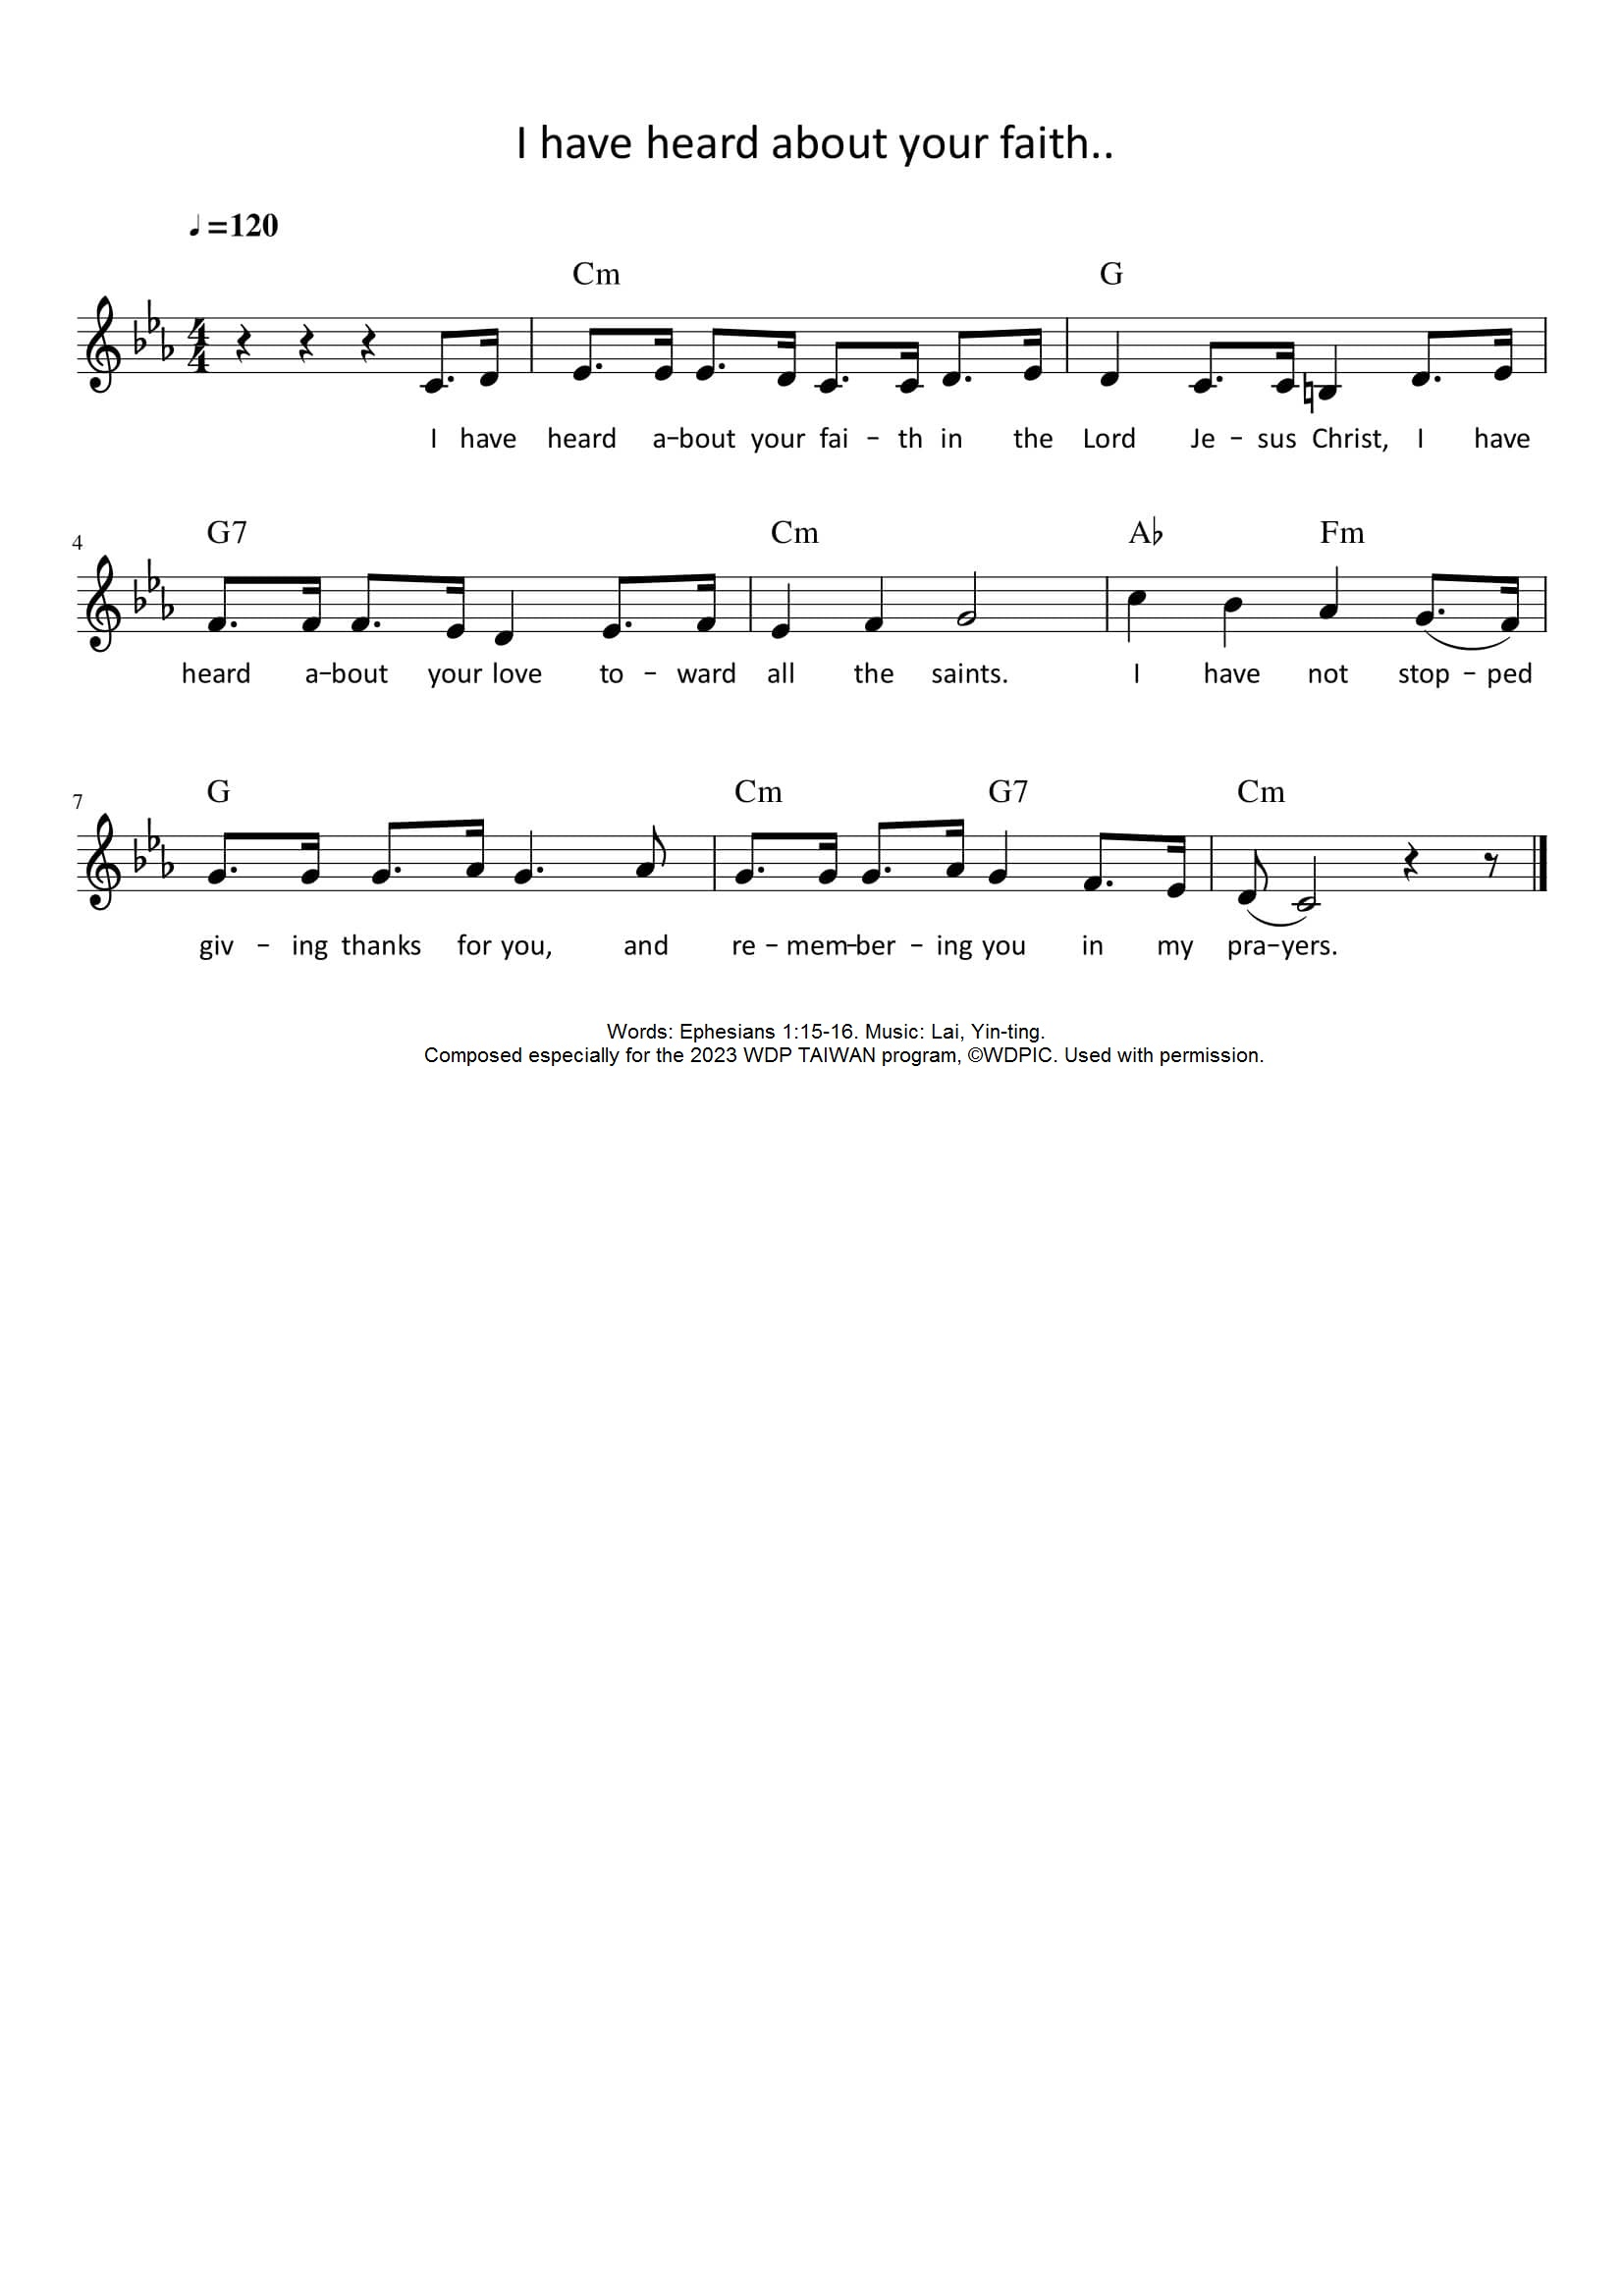 I have heard about your faith..
♩=120
Cm G
4
4
I have heard a-bout your fai - th in the Lord Je - sus Christ, I have
G7 Cm A♭ Fm
4
heard a-bout your love to - ward all the saints. I have not stop - ped
G Cm G7 Cm
7
giv - ing thanks for you, and re - mem-ber - ing you in my pra-yers.
Words: Ephesians 1:15-16. Music: Lai, Yin-ting.
Composed especially for the 2023 WDP TAIWAN program, ©WDPIC. Used with permission.